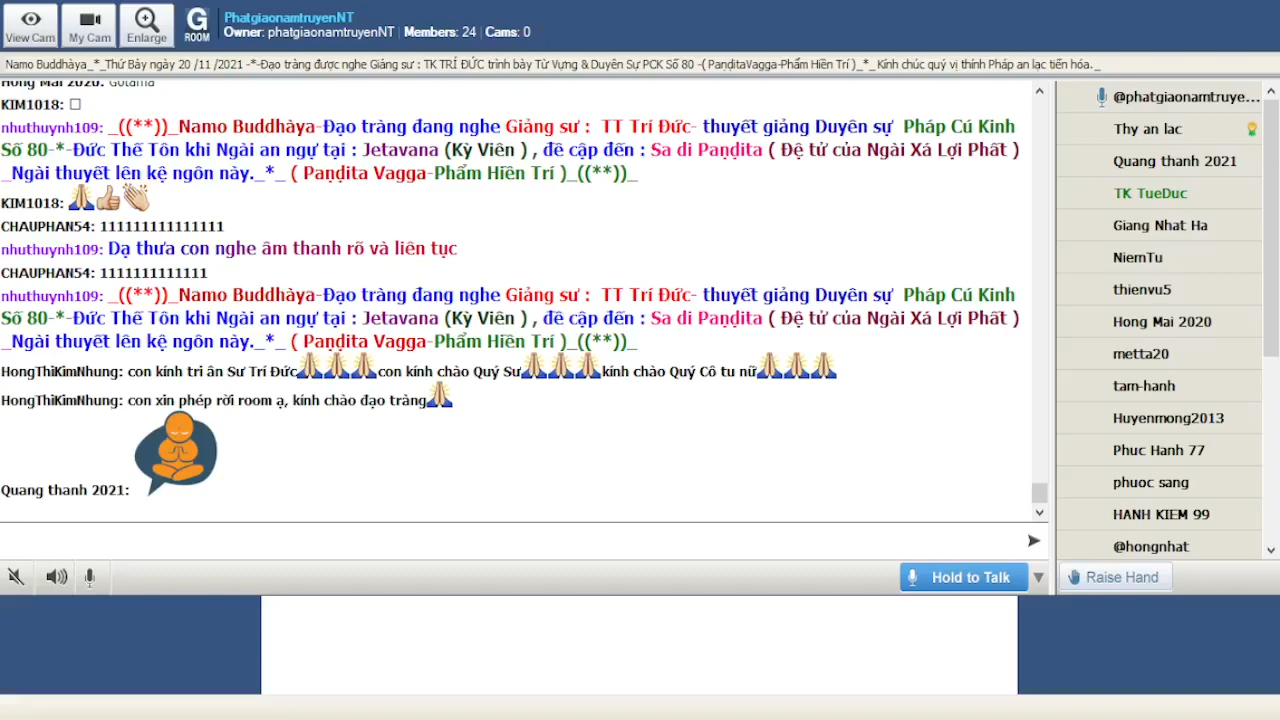 View Cam
My Cam
Enlarge
G
ROOM
PhatgiaonamtruyenNT
Owner: phatgiaonamtruyenNT | Members: 24 | Cams: 0
Namo Buddhàya_*_Thứ Bảy ngày 20 /11 /2021 -*-Đạo tràng được nghe Giảng sư : TK TRÍ ĐỨC trình bày Từ Vựng & Duyên Sự PCK Số 80 -( PaṇḍitaVagga-Phẩm Hiền Trí )_*_ Kính chúc quý vị thính Pháp an lạc tiến hóa._
Hong Mai 2020: Gotama
KIM1018: □
nhuthuynh109: _((**))_Namo Buddhàya-Đạo tràng đang nghe Giảng sư : TT Trí Đức- thuyết giảng Duyên sự Pháp Cú Kinh
Số 80-*-Đức Thế Tôn khi Ngài an ngự tại : Jetavana (Kỳ Viên ) , đề cập đến : Sa di Paṇḍita ( Đệ tử của Ngài Xá Lợi Phất )
_Ngài thuyết lên kệ ngôn này._*_ ( Paṇḍita Vagga-Phẩm Hiền Trí )_((**))_
KIM1018: 🙏👍👏
CHAUPHAN54: 111111111111111
nhuthuynh109: Dạ thưa con nghe âm thanh rõ và liên tục
CHAUPHAN54: 1111111111111
nhuthuynh109: _((**))_Namo Buddhàya-Đạo tràng đang nghe Giảng sư : TT Trí Đức- thuyết giảng Duyên sự Pháp Cú Kinh
Số 80-*-Đức Thế Tôn khi Ngài an ngự tại : Jetavana (Kỳ Viên ) , đề cập đến : Sa di Paṇḍita ( Đệ tử của Ngài Xá Lợi Phất )
_Ngài thuyết lên kệ ngôn này._*_ ( Paṇḍita Vagga-Phẩm Hiền Trí )_((**))_
HongThiKimNhung: con kính tri ân Sư Trí Đức🙏🙏🙏con kính chào Quý Sư🙏🙏🙏kính chào Quý Cô tu nữ🙏🙏🙏
HongThiKimNhung: con xin phép rời room ạ, kính chào đạo tràng🙏
Quang thanh 2021:
Hold to Talk
@phatgiaonamtruye...
Thy an lac
Quang thanh 2021
TK TueDuc
Giang Nhat Ha
NiemTu
thienvu5
Hong Mai 2020
metta20
tam-hanh
Huyenmong2013
Phuc Hanh 77
phuoc sang
HANH KIEM 99
@hongnhat
Raise Hand